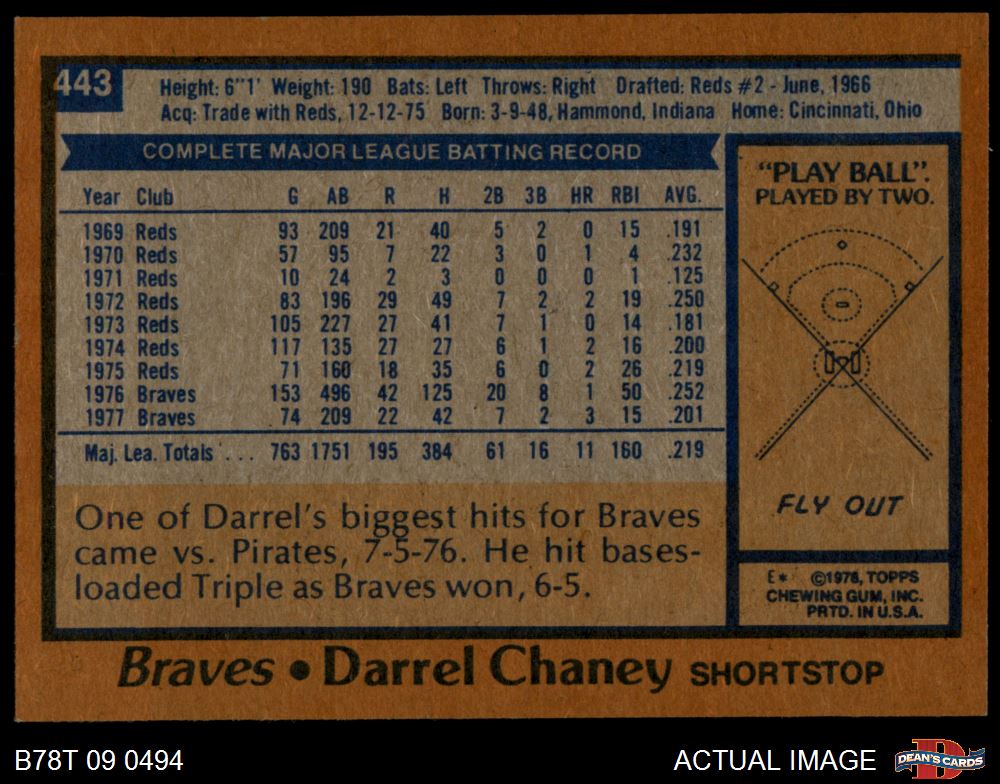 443
Height: 6"1' Weight: 190 Bats: Left Throws: Right Drafted: Reds #2 - June, 1966
Acq: Trade with Reds, 12-12-75 Born: 3-9-48, Hammond, Indiana Home: Cincinnati, Ohio
COMPLETE MAJOR LEAGUE BATTING RECORD
Year Club G AB R H 2B 3B HR RBI AVG.
1969 Reds 93 209 21 40 5 2 0 15 .191
1970 Reds 57 95 7 22 3 0 1 4 .232
1971 Reds 10 24 2 3 0 0 0 1 .125
1972 Reds 83 196 29 49 7 2 2 19 .250
1973 Reds 105 227 27 41 7 1 0 14 .181
1974 Reds 117 135 27 27 6 1 2 16 .200
1975 Reds 71 160 18 35 6 0 2 26 .219
1976 Braves 153 496 42 125 20 8 1 50 .252
1977 Braves 74 209 22 42 7 2 3 15 .201
Maj. Lea. Totals . . . 763 1751 195 384 61 16 11 160 .219
One of Darrel's biggest hits for Braves
came vs. Pirates, 7-5-76. He hit bases-
loaded Triple as Braves won, 6-5.
"PLAY BALL".
PLAYED BY TWO.
FLY OUT
E* ©1978, TOPPS
CHEWING GUM, INC.
PRTD. IN U.S.A.
Braves • Darrel Chaney SHORTSTOP
B78T 09 0494
ACTUAL IMAGE
D
DEAN'S CARDS